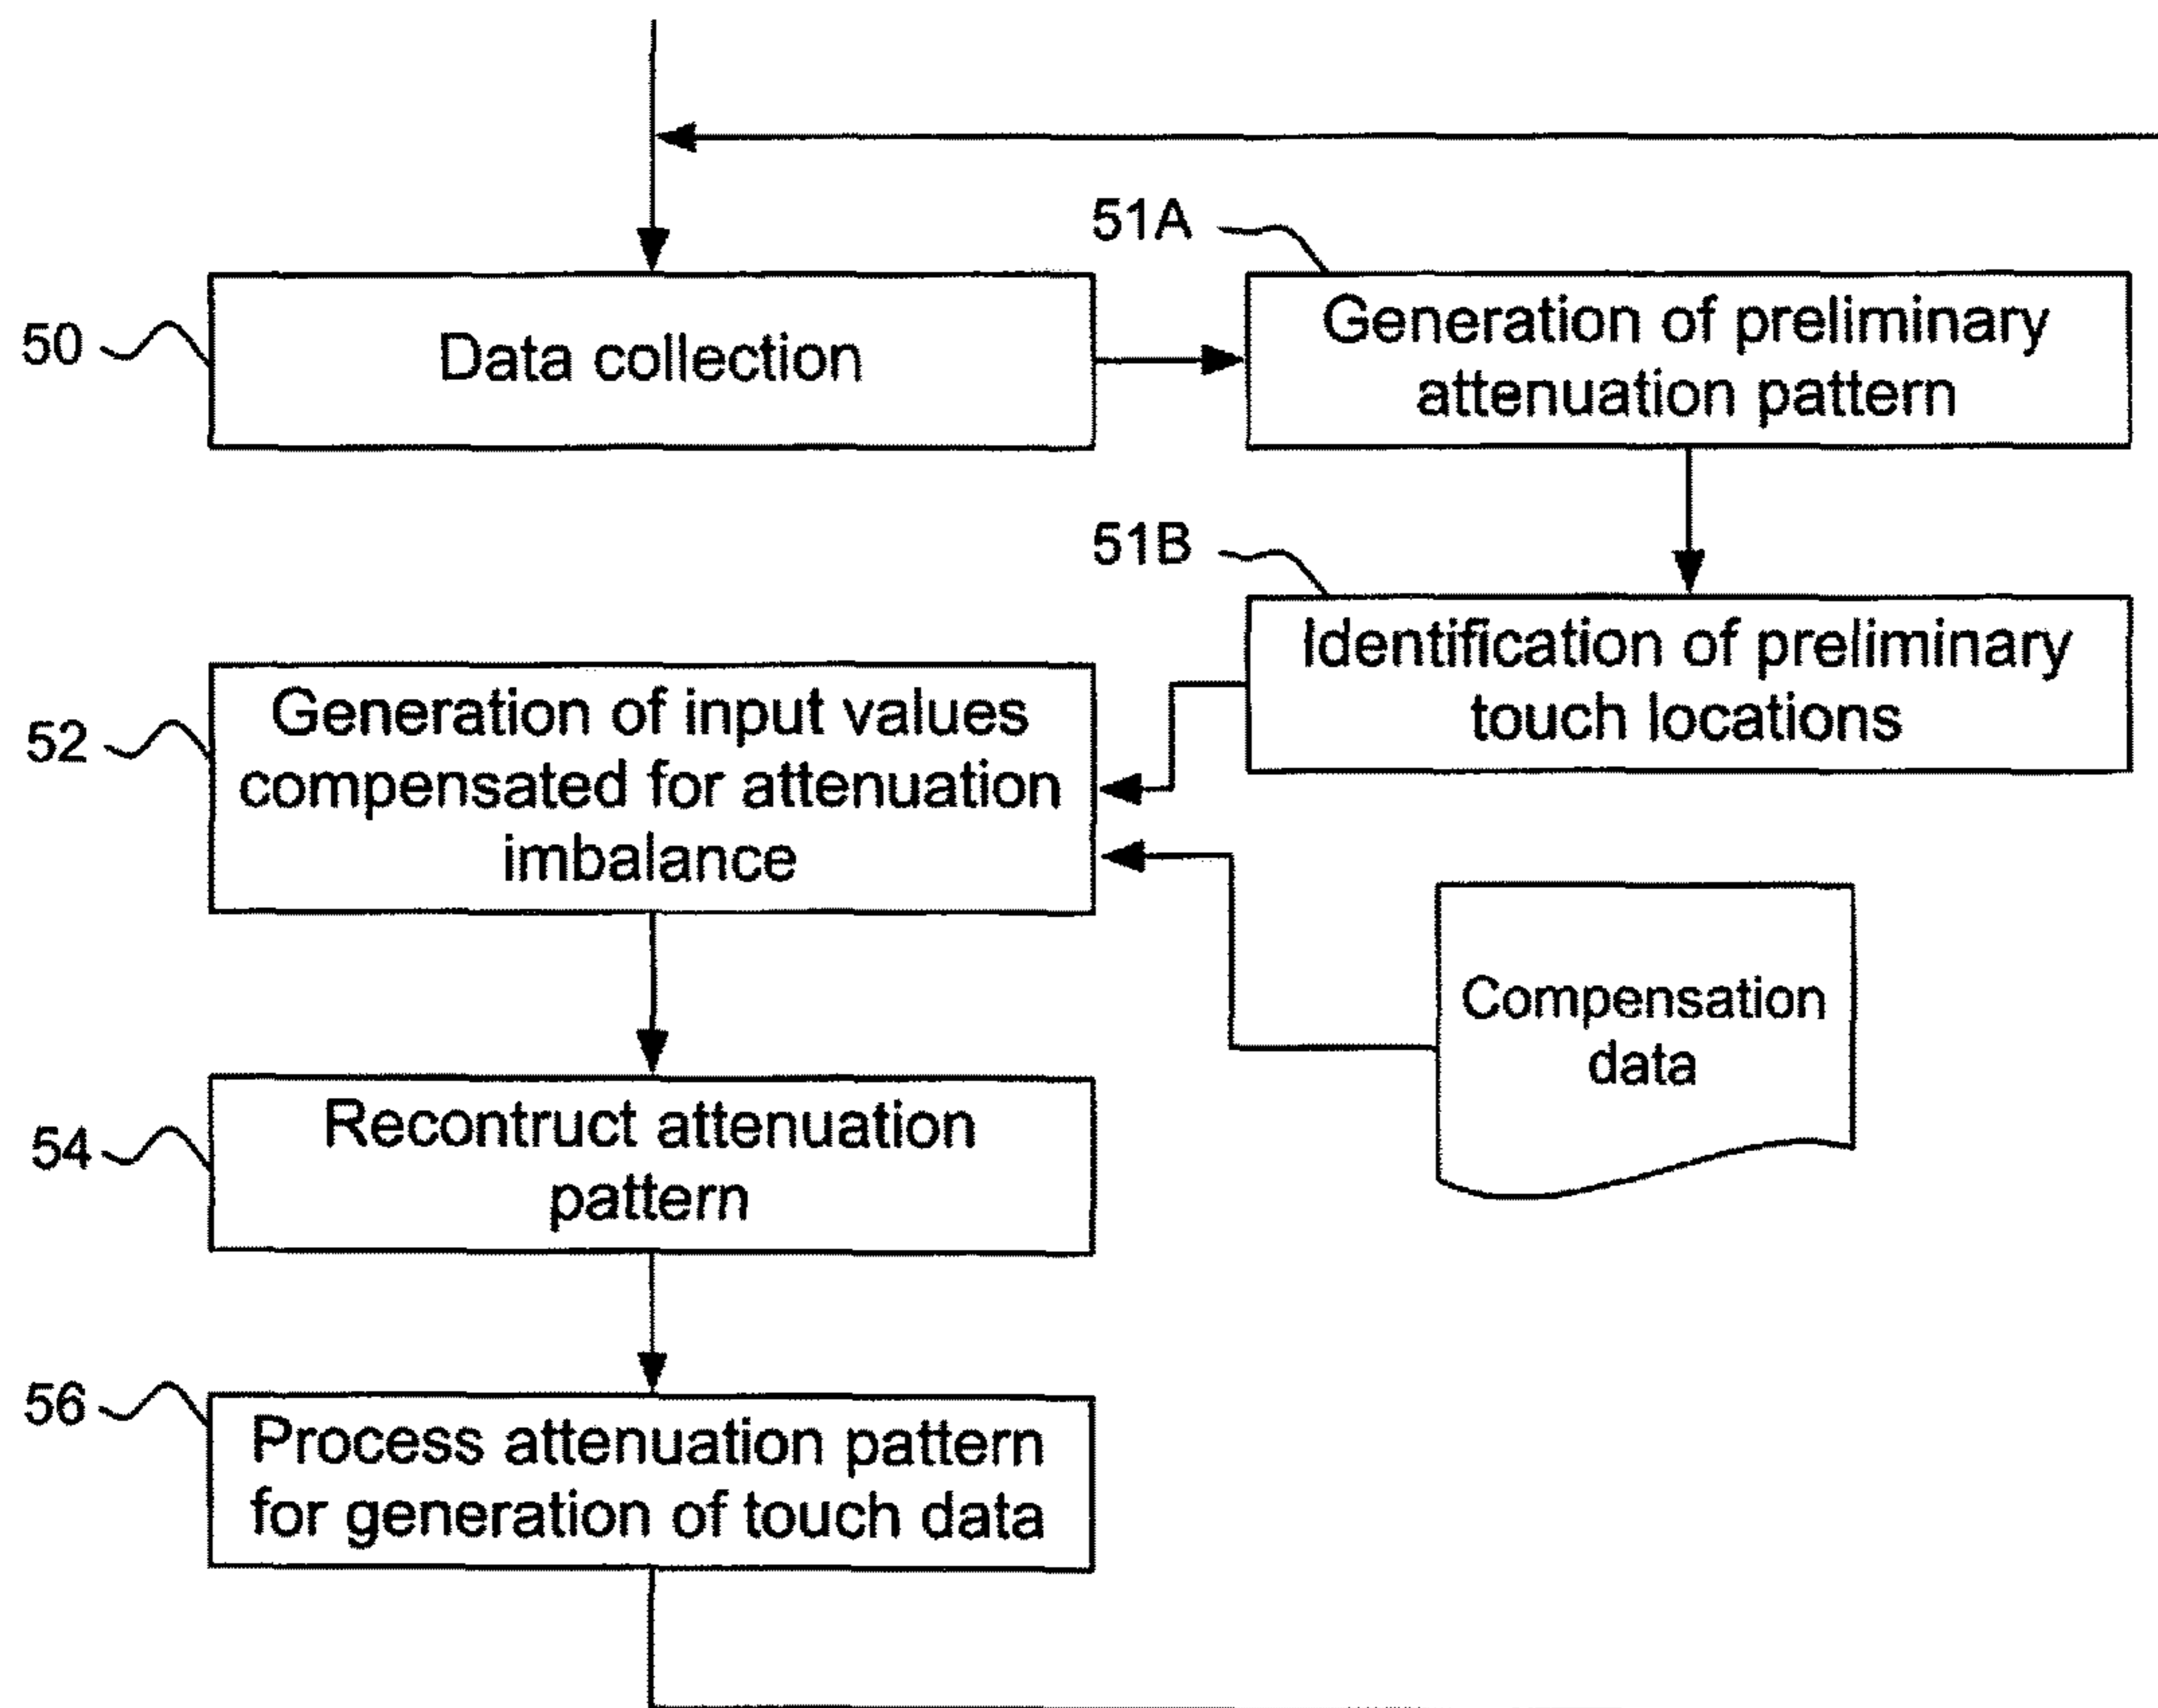 51A
50
Data collection
Generation of preliminary
attenuation pattern
51B
Identification of preliminary
touch locations
52
Generation of input values
compensated for attenuation
imbalance
Compensation
data
54
Recontruct attenuation
pattern
56
Process attenuation pattern
for generation of touch data